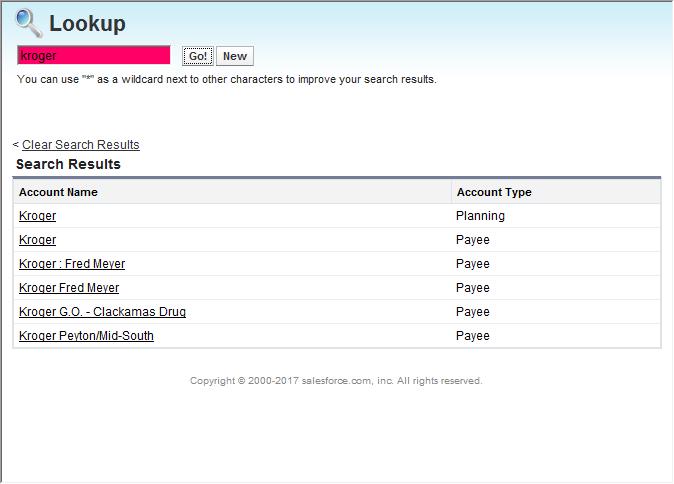 Lookup
kroger Go! New
You can use "*" as a wildcard next to other characters to improve your search results.
< Clear Search Results
Search Results
Account Name Account Type
Kroger Planning
Kroger Payee
Kroger : Fred Meyer Payee
Kroger Fred Meyer Payee
Kroger G.O. - Clackamas Drug Payee
Kroger Peyton/Mid-South Payee
Copyright © 2000-2017 salesforce.com, inc. All rights reserved.